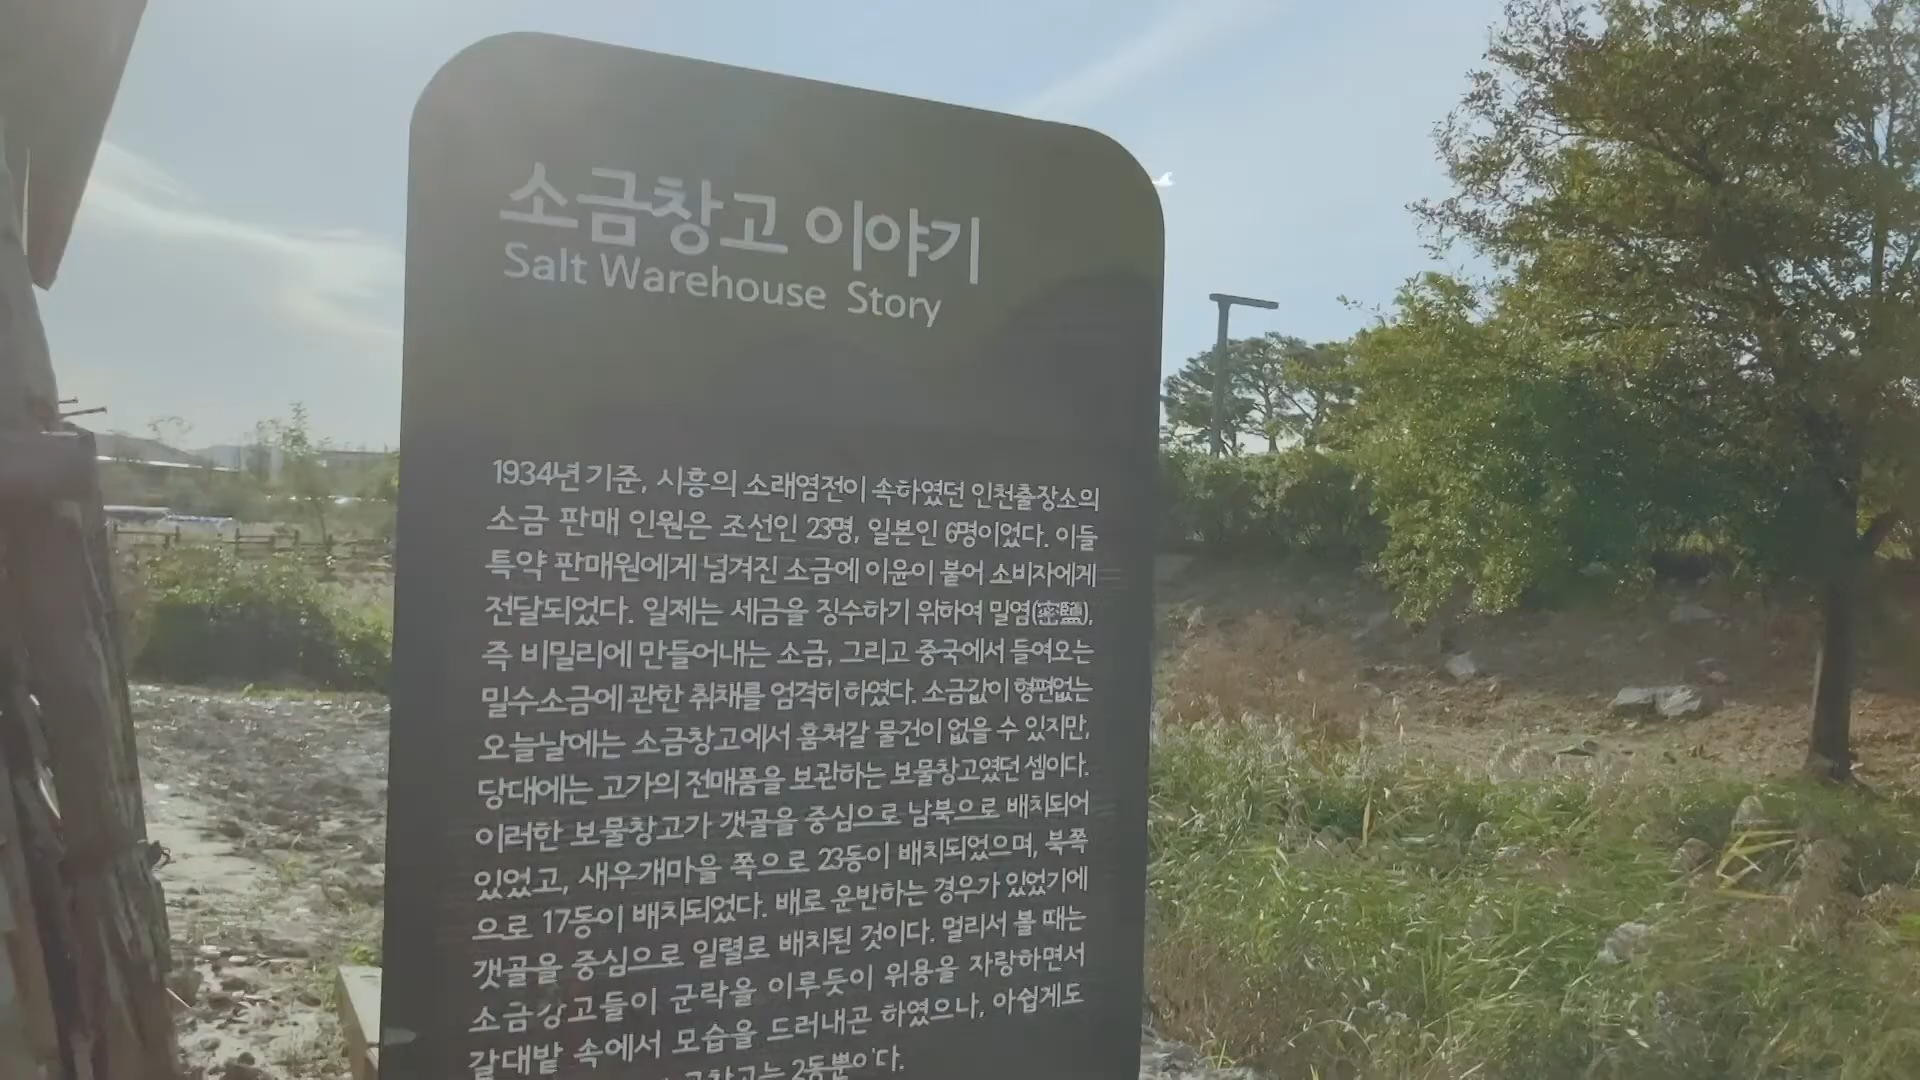 소금창고 이야기
Salt Warehouse Story
1934년 기준, 시흥의 소래염전이 속하였던 인천출장소의
소금 판매 인원은 조선인 23명, 일본인 6명이었다. 이들
특약 판매원에게 넘겨진 소금에 이윤이 붙어 소비자에게
전달되었다. 일제는 세금을 징수하기 위하여 밀염(密鹽),
즉 비밀리에 만들어내는 소금, 그리고 중국에서 들여오는
밀수소금에 관한 취채를 엄격히 하였다. 소금값이 형편없는
오늘날에는 소금창고에서 훔쳐갈 물건이 없을 수 있지만,
당대에는 고가의 전매품을 보관하는 보물창고였던 셈이다.
이러한 보물창고가 갯골을 중심으로 남북으로 배치되어
있었고, 새우개마을 쪽으로 23동이 배치되었으며, 북쪽
으로 17동이 배치되었다. 배로 운반하는 경우가 있었기에
갯골을 중심으로 일렬로 배치된 것이다. 멀리서 볼 때는
소금창고들이 군락을 이루듯이 위용을 자랑하면서
갈대밭 속에서 모습을 드러내곤 하였으나, 아쉽게도
2동뿐이다.